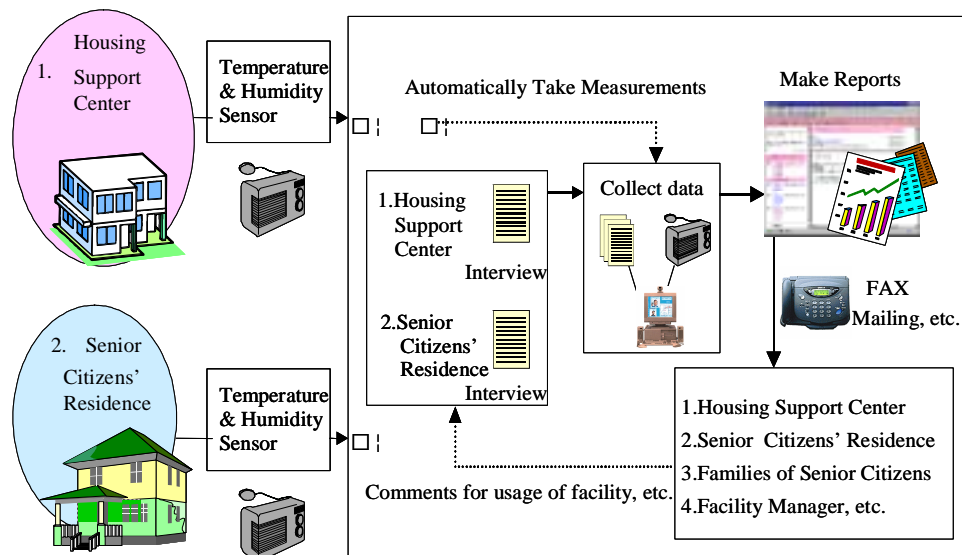 Housing
1.
Support
Center
Temperature
& Humidity
Sensor
Automatically Take Measurements
Make Reports
1.Housing
Support
Center
Interview
2.Senior
Citizens’
Residence
Interview
Collect data
FAX
Mailing, etc.
2. Senior
Citizens’
Residence
Temperature
& Humidity
Sensor
1.Housing Support Center
2.Senior Citizens’ Residence
3.Families of Senior Citizens
4.Facility Manager, etc.
Comments for usage of facility, etc.